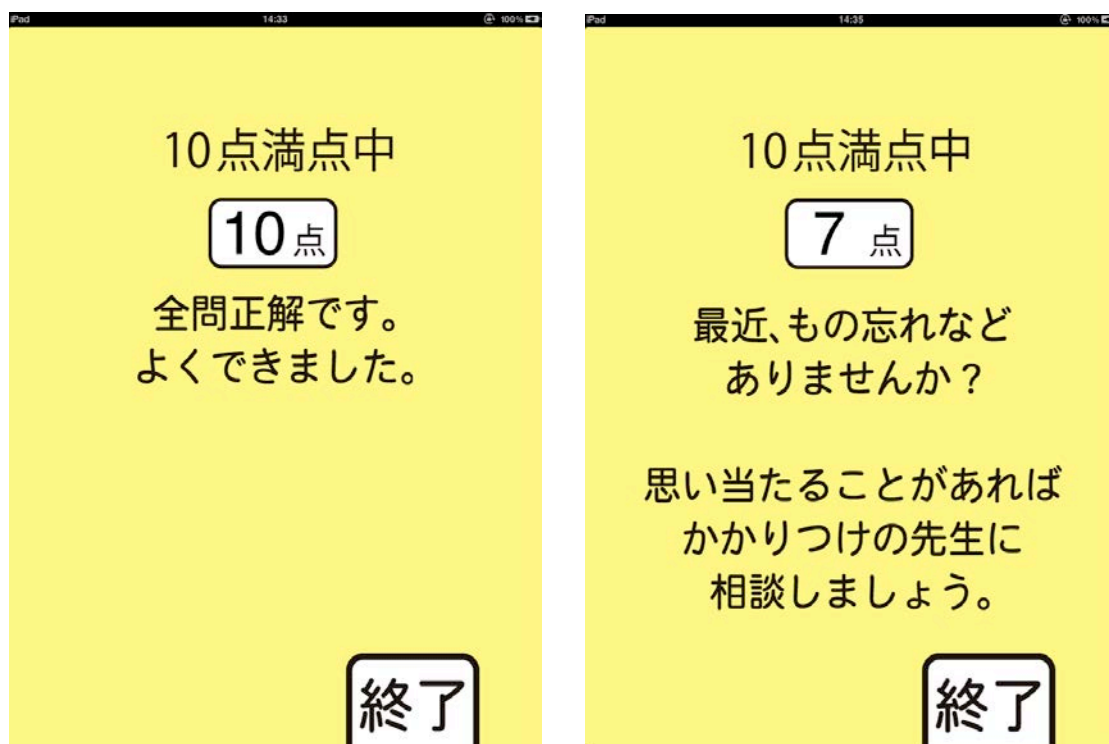 iPad 14:33 100%
10点満点中
10点
全問正解です。
よくできました。
終了
iPad 14:35 100%
10点満点中
7点
最近、もの忘れなど
ありませんか？
思い当たることがあれば
かかりつけの先生に
相談しましょう。
終了